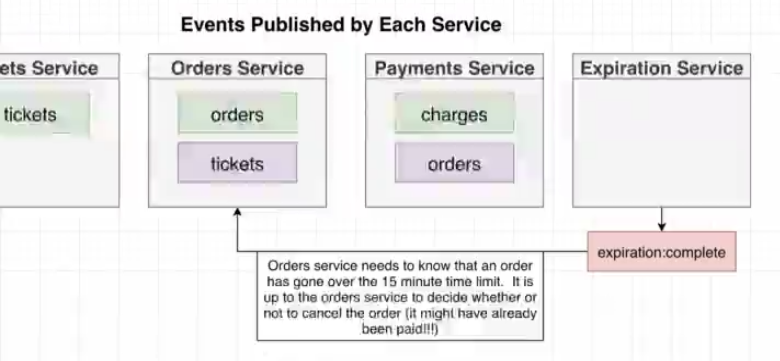 Events Published by Each Service
ets Service
Orders Service
Payments Service
Expiration Service
tickets
orders
charges
tickets
orders
expiration:complete
Orders service needs to know that an order
has gone over the 15 minute time limit. It is
up to the orders service to decide whether or
not to cancel the order (it might have already
been paid!!!)